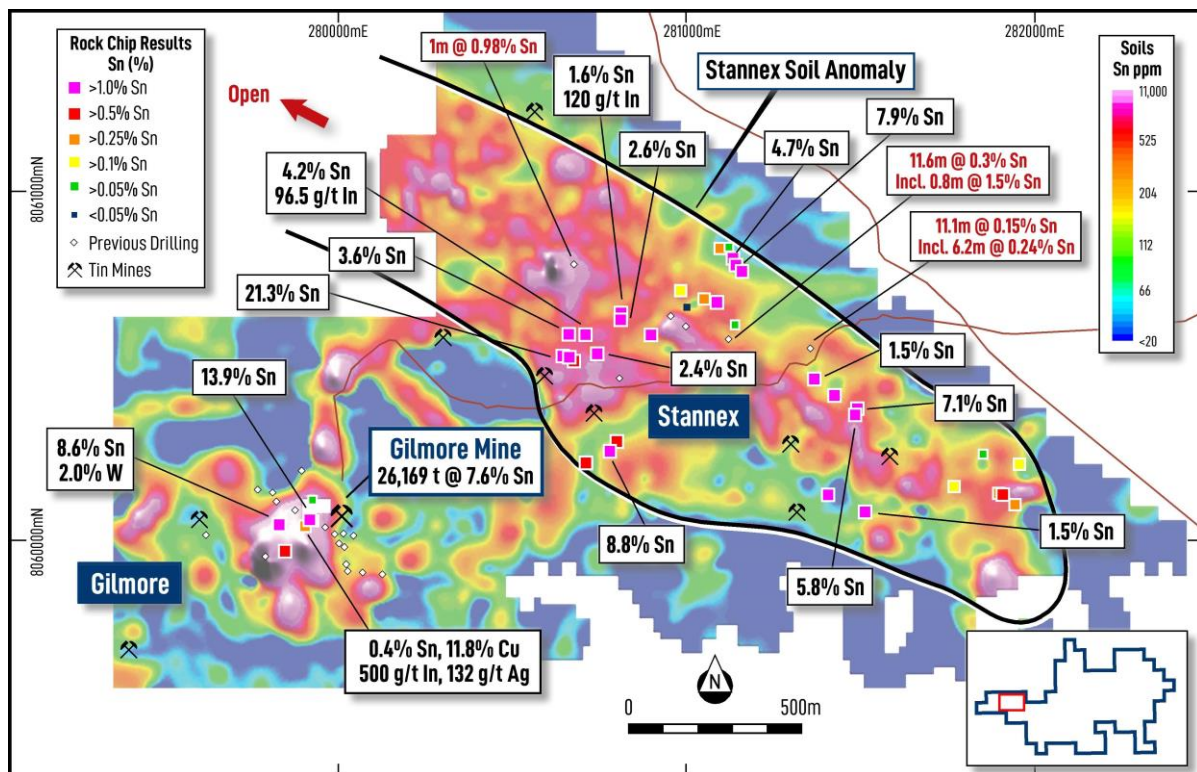 280000mE
281000mE
282000mE
8061000mN
8060000mN
Rock Chip Results
Sn (%)
>1.0% Sn
>0.5% Sn
>0.25% Sn
>0.1% Sn
>0.05% Sn
<0.05% Sn
Previous Drilling
Tin Mines
Open
1m @ 0.98% Sn
1.6% Sn
120 g/t In
Stannex Soil Anomaly
7.9% Sn
4.7% Sn
2.6% Sn
4.2% Sn
96.5 g/t In
11.6m @ 0.3% Sn
Incl. 0.8m @ 1.5% Sn
11.1m @ 0.15% Sn
Incl. 6.2m @ 0.24% Sn
3.6% Sn
21.3% Sn
13.9% Sn
2.4% Sn
1.5% Sn
8.6% Sn
2.0% W
Gilmore Mine
26,169 t @ 7.6% Sn
Stannex
7.1% Sn
8.8% Sn
1.5% Sn
5.8% Sn
Gilmore
0.4% Sn, 11.8% Cu
500 g/t In, 132 g/t Ag
N
0
500m
Soils
Sn ppm
11,000
525
204
112
66
<20